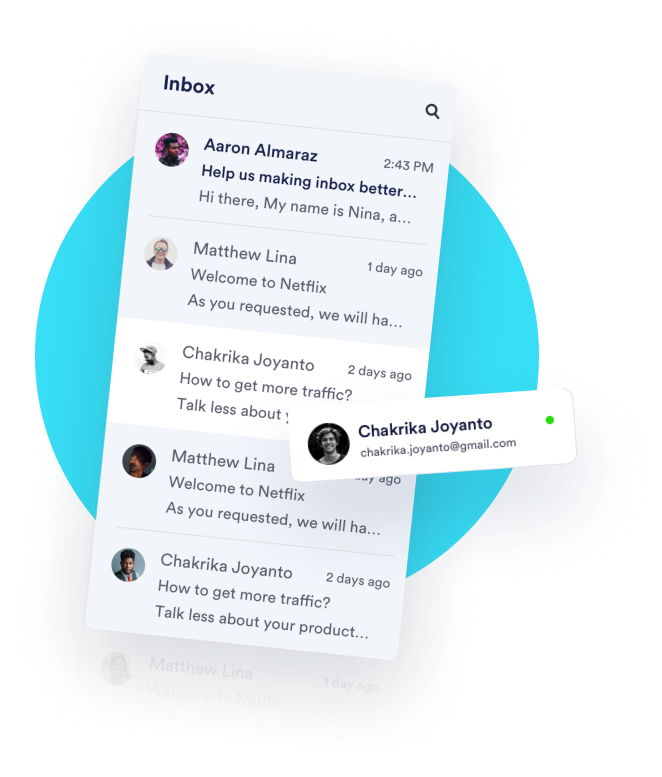 Inbox
Aaron Almaraz
2:43 PM
Help us making inbox better...
Hi there, My name is Nina, a...
Matthew Lina
1 day ago
Welcome to Netflix
As you requested, we will ha...
Chakrika Joyanto
2 days ago
How to get more traffic?
Talk less about
Chakrika Joyanto
chakrika.joyanto@gmail.com
Matthew Lina
day ago
Welcome to Netflix
As you requested, we will ha...
Chakrika Joyanto
2 days ago
How to get more traffic?
Talk less about your product...
Matthew Lina
1 day ago
Welcome to Netflix